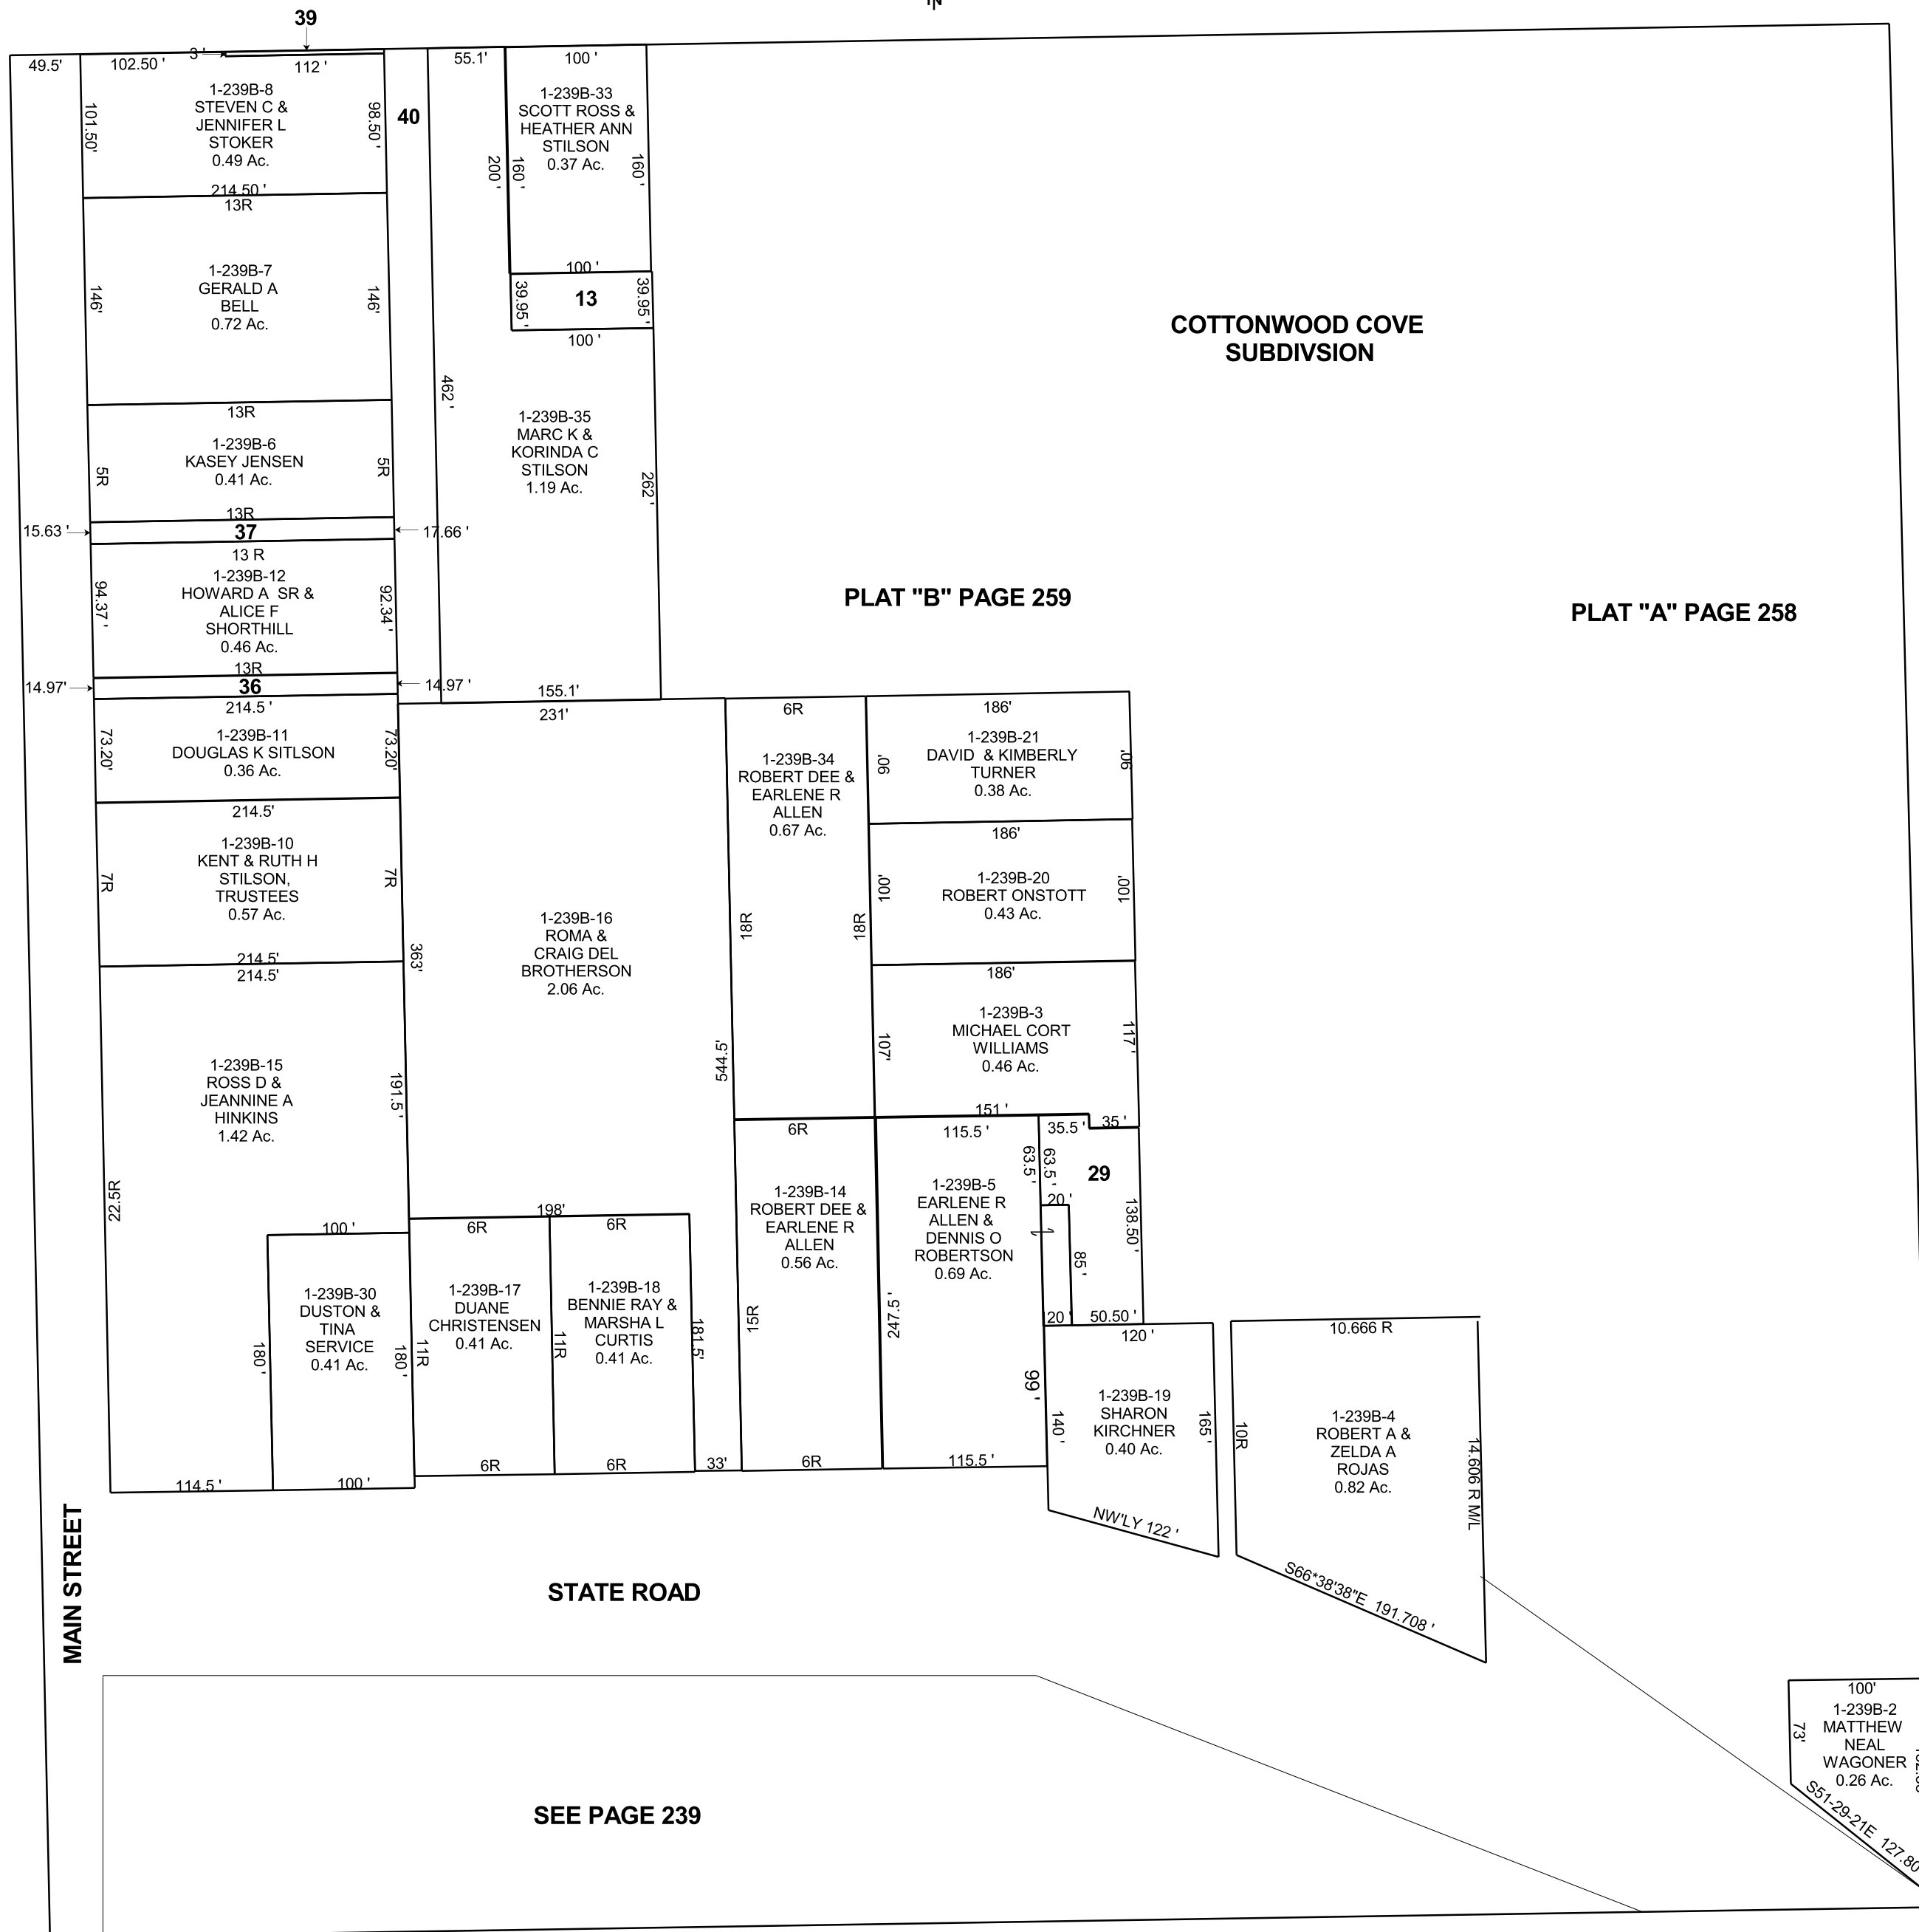 N
39
49.5'
102.50 '
3 '
112 '
55.1'
100 '
1-239B-8
STEVEN C &
JENNIFER L
STOKER
0.49 Ac.
101.50'
98.50 '
214.50 '
40
1-239B-33
SCOTT ROSS &
HEATHER ANN
STILSON
0.37 Ac.
200 '
160 '
160 '
100 '
13R
1-239B-7
GERALD A
BELL
0.72 Ac.
146'
146'
39.95 '
13
39.95 '
100 '
COTTONWOOD COVE
SUBDIVSION
13R
1-239B-6
KASEY JENSEN
0.41 Ac.
5R
5R
13R
462 '
1-239B-35
MARC K &
KORINDA C
STILSON
1.19 Ac.
262 '
155.1'
15.63 '
37
17.66 '
13 R
1-239B-12
HOWARD A  SR &
ALICE F
SHORTHILL
0.46 Ac.
94.37 '
92.34 '
13R
PLAT "B" PAGE 259
PLAT "A" PAGE 258
14.97'
36
14.97 '
214.5 '
1-239B-11
DOUGLAS K SITLSON
0.36 Ac.
73.20'
73.20'
214.5'
1-239B-10
KENT & RUTH H
STILSON,
TRUSTEES
0.57 Ac.
7R
7R
214.5'
214.5'
1-239B-15
ROSS D &
JEANNINE A
HINKINS
1.42 Ac.
22.5R
191.5 '
231'
363'
1-239B-16
ROMA &
CRAIG DEL
BROTHERSON
2.06 Ac.
544.5'
198'
6R
1-239B-34
ROBERT DEE &
EARLENE R
ALLEN
0.67 Ac.
18R
18R
186'
1-239B-21
DAVID  & KIMBERLY
TURNER
0.38 Ac.
90'
90'
186'
1-239B-20
ROBERT ONSTOTT
0.43 Ac.
100'
100'
186'
1-239B-3
MICHAEL CORT
WILLIAMS
0.46 Ac.
107'
117 '
151 '
35 '
100 '
1-239B-30
DUSTON &
TINA
SERVICE
0.41 Ac.
180 '
180 '
114.5 '
100 '
6R
1-239B-17
DUANE
CHRISTENSEN
0.41 Ac.
11R
11R
6R
6R
1-239B-18
BENNIE RAY &
MARSHA L
CURTIS
0.41 Ac.
181.5'
6R
33'
6R
1-239B-14
ROBERT DEE &
EARLENE R
ALLEN
0.56 Ac.
15R
6R
115.5 '
1-239B-5
EARLENE R
ALLEN &
DENNIS O
ROBERTSON
0.69 Ac.
247.5 '
63.5 '
99 '
115.5 '
35.5 '
63.5 '
29
20 '
138.50 '
85 '
20 '
50.50 '
120 '
1-239B-19
SHARON
KIRCHNER
0.40 Ac.
140 '
165 '
NW'LY 122 '
10.666 R
1-239B-4
ROBERT A &
ZELDA A
ROJAS
0.82 Ac.
10R
14.606 R M/L
S66*38'38"E  191.708 '
MAIN STREET
STATE ROAD
100'
1-239B-2
MATTHEW
NEAL
WAGONER
0.26 Ac.
73'
S51-29-21E  127.80
SEE PAGE 239